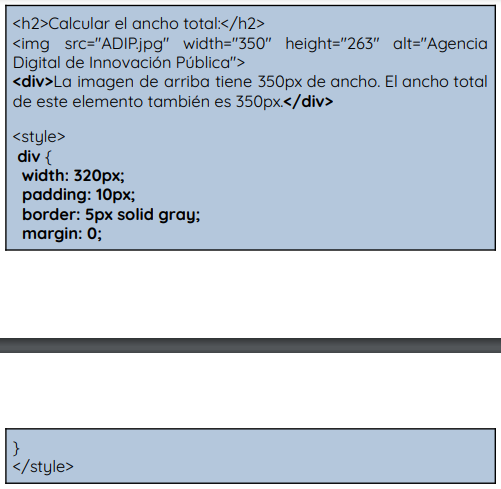 <h2>Calcular el ancho total:</h2>
<img src="ADIP.jpg" width="350" height="263" alt="Agencia
Digital de Innovación Pública">
<div>La imagen de arriba tiene 350px de ancho. El ancho total
de este elemento también es 350px.</div>
<style>
div {
width: 320px;
padding: 10px;
border: 5px solid gray;
margin: 0;
}
</style>